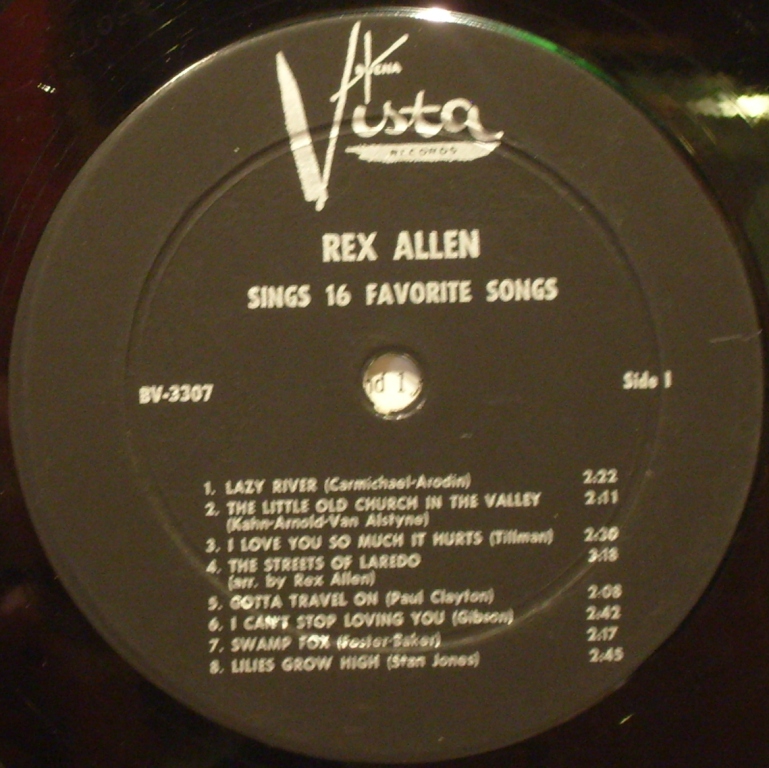 BUENA
Vista
RECORDS
REX ALLEN
SINGS 16 FAVORITE SONGS
BV-3307
Side 1
1. LAZY RIVER (Carmichael-Arodin) 2:22
2. THE LITTLE OLD CHURCH IN THE VALLEY 2:11
(Kahn-Arnold-Van Alstyne)
3. I LOVE YOU SO MUCH IT HURTS (Tillman) 2:30
4. THE STREETS OF LAREDO 3:18
(arr. by Rex Allen)
5. GOTTA TRAVEL ON (Paul Clayton) 2:08
6. I CAN'T STOP LOVING YOU (Gibson) 2:42
7. SWAMP FOX (Foster-Baker) 2:17
8. LILIES GROW HIGH (Stan Jones) 2:45